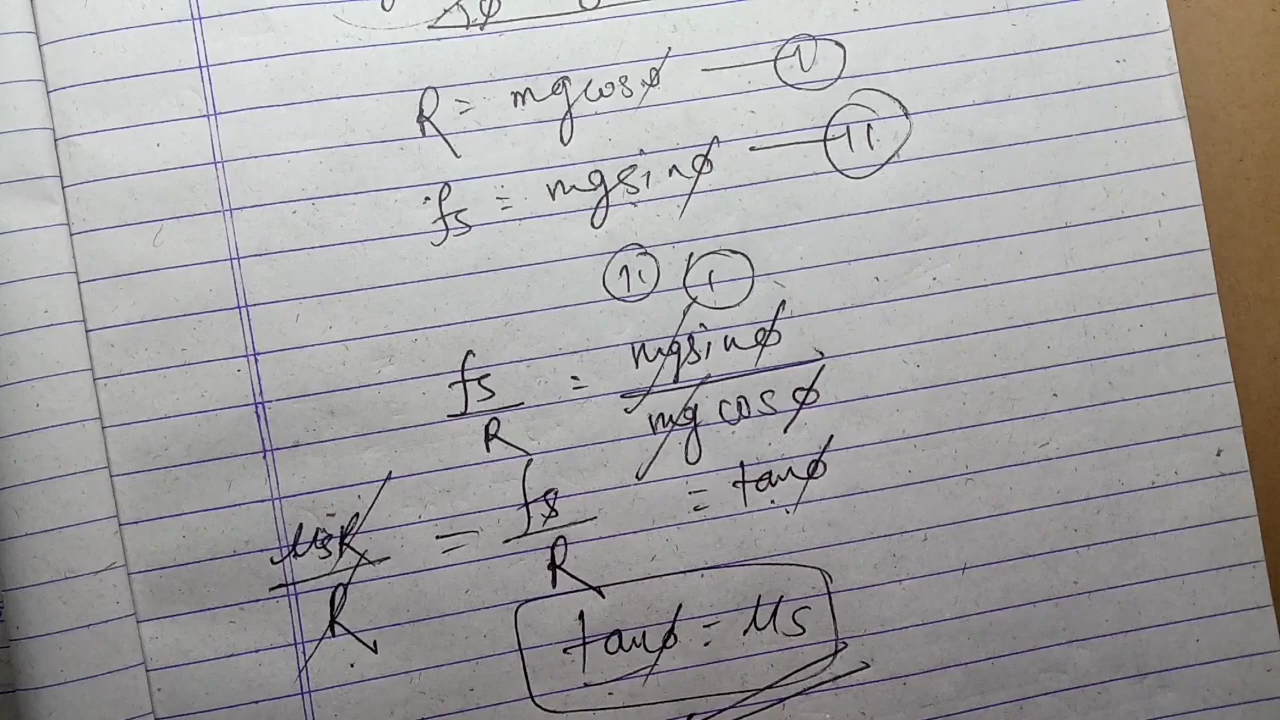 R = mgcosϕ — (i)
fs = mgsinϕ — (ii)
(ii) (i)
fs/R = mgsinϕ/mgcosϕ
μsR/R = fs/R = tanϕ
tanϕ = μs